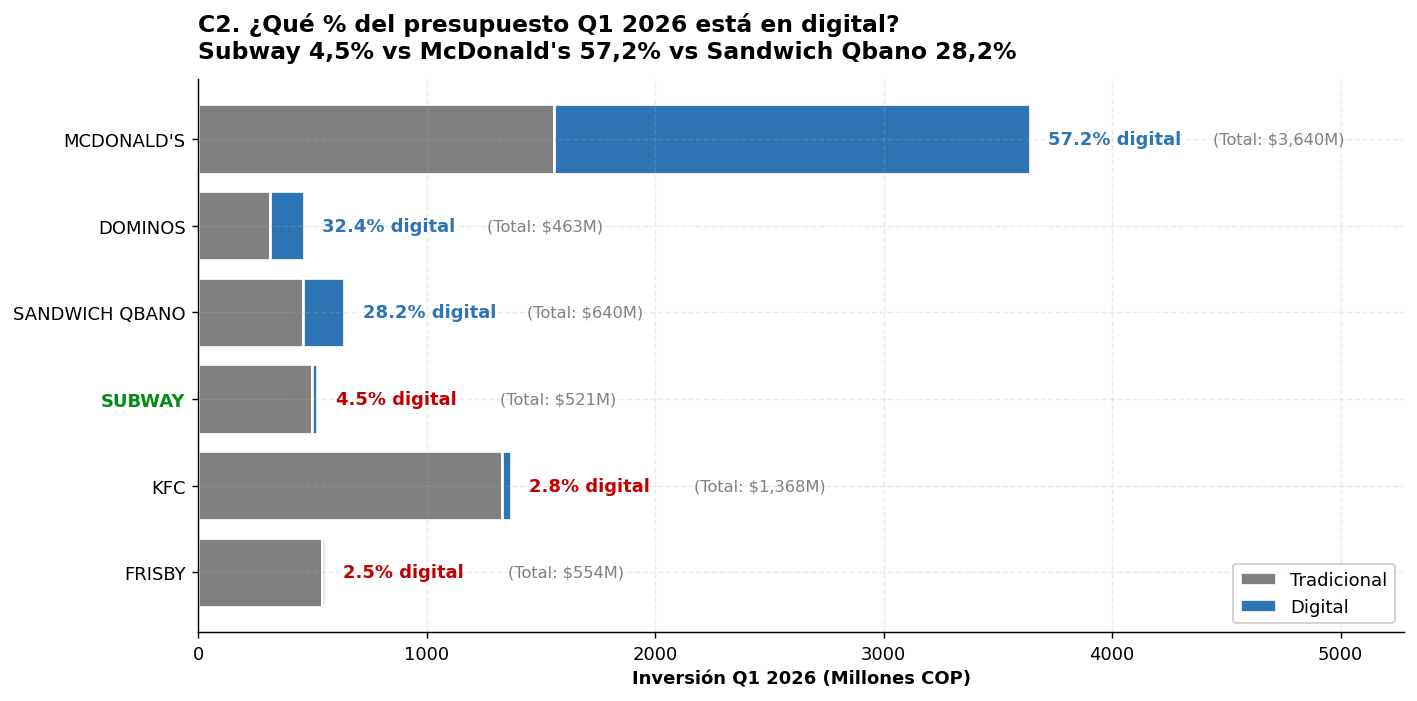 C2. ¿Qué % del presupuesto Q1 2026 está en digital?
Subway 4,5% vs McDonald's 57,2% vs Sandwich Qbano 28,2%
MCDONALD'S 57.2% digital (Total: $3,640M)
DOMINOS 32.4% digital (Total: $463M)
SANDWICH QBANO 28.2% digital (Total: $640M)
SUBWAY 4.5% digital (Total: $521M)
KFC 2.8% digital (Total: $1,368M)
FRISBY 2.5% digital (Total: $554M)
Tradicional
Digital
0 1000 2000 3000 4000 5000
Inversión Q1 2026 (Millones COP)